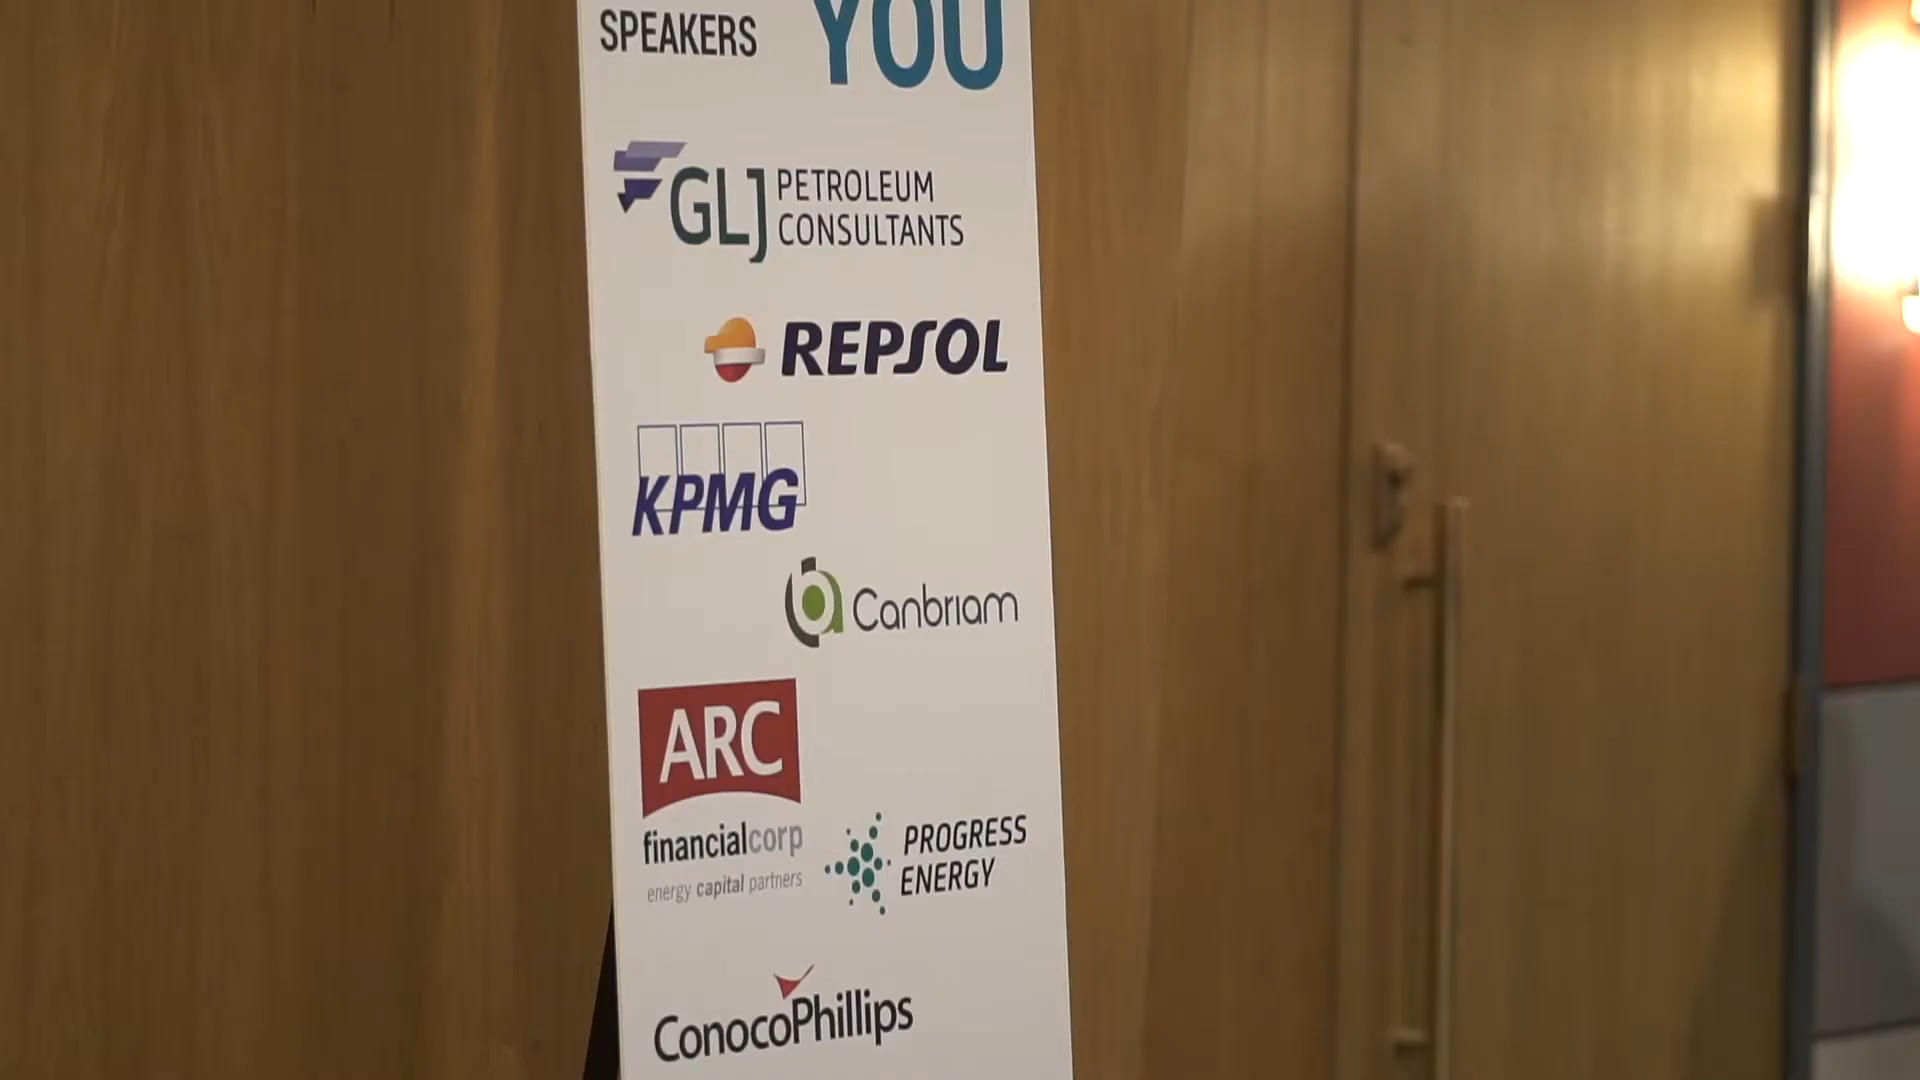 SPEAKERS
YOU
GLJ PETROLEUM
CONSULTANTS
REPSOL
KPMG
Canbriam
ARC
financialcorp
energy capital partners
PROGRESS
ENERGY
ConocoPhillips